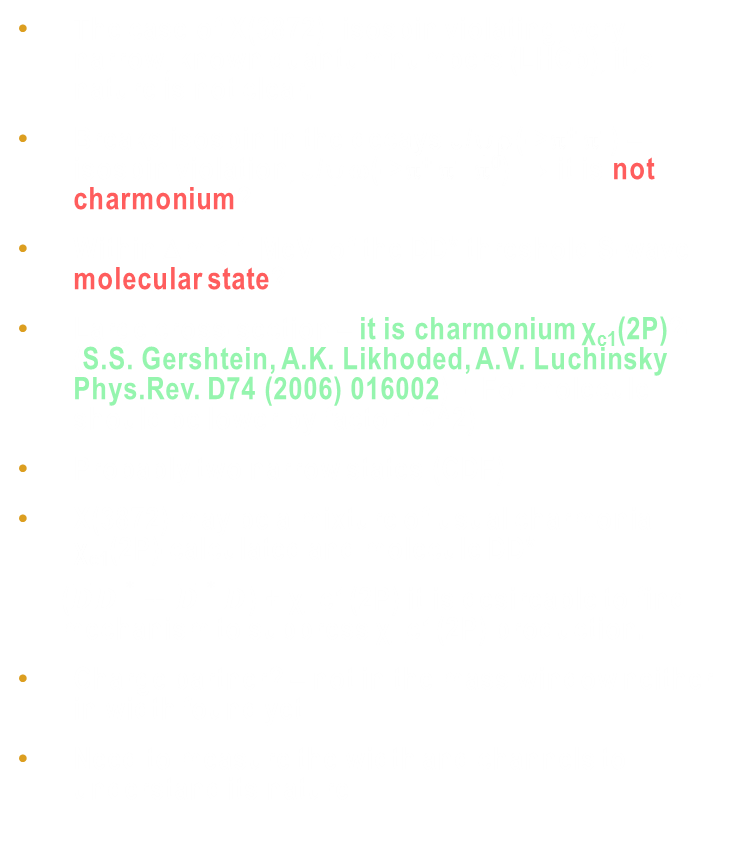 •
•
not
charmonium
•
molecular state
• it is charmonium χc1(2P)
S.S. Gershtein, A.K. Likhoded, A.V. Luchinsky
Phys.Rev. D74 (2006) 016002
•
•
•
•